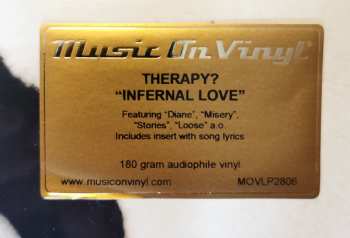 Music On Vinyl
THERAPY?
“INFERNAL LOVE”
Featuring “Diane”, “Misery”,
“Stories”, “Loose” a.o.
Includes insert with song lyrics
180 gram audiophile vinyl
www.musiconvinyl.com MOVLP2806